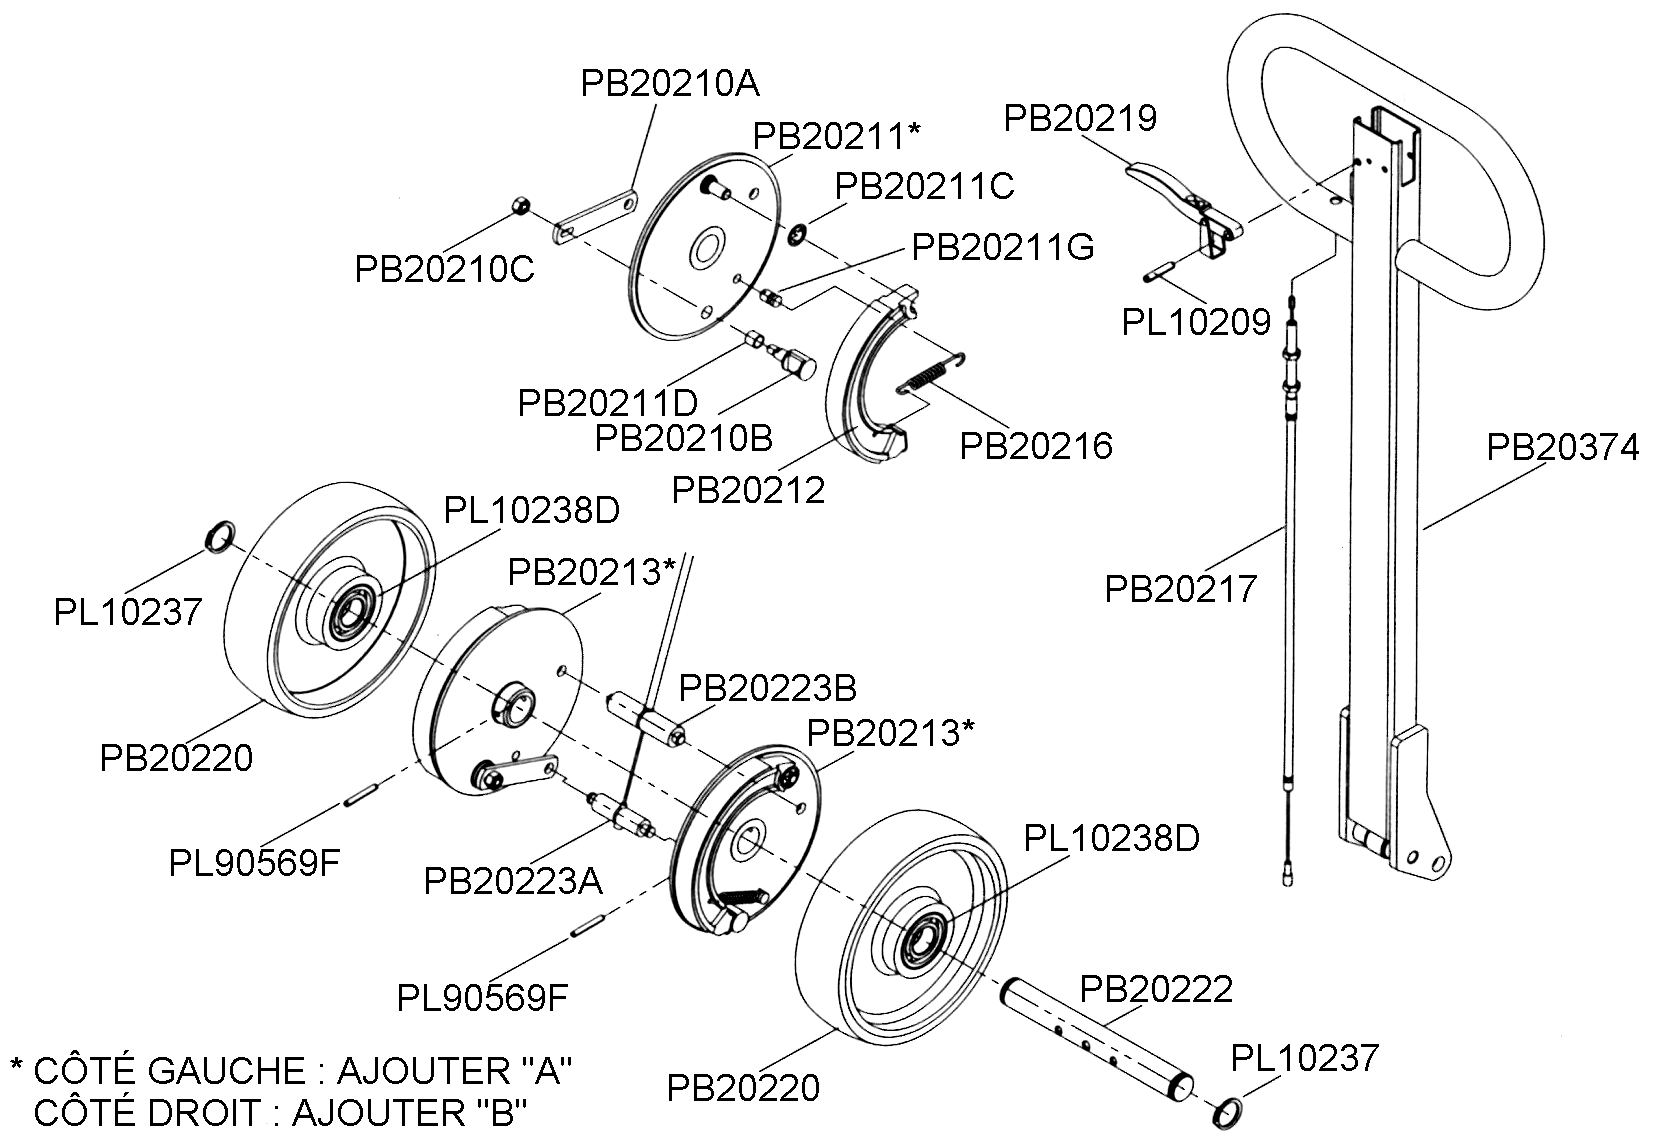 PB20210A
PB20219
PB20211*
PB20211C
PB20211G
PB20210C
PL10209
PB20211D
PB20210B
PB20216
PB20374
PB20212
PL10238D
PB20213*
PB20217
PL10237
PB20223B
PB20213*
PB20220
PL10238D
PL90569F
PB20223A
PB20222
PL90569F
PL10237
PB20220
* CÔTÉ GAUCHE : AJOUTER "A"
CÔTÉ DROIT : AJOUTER "B"